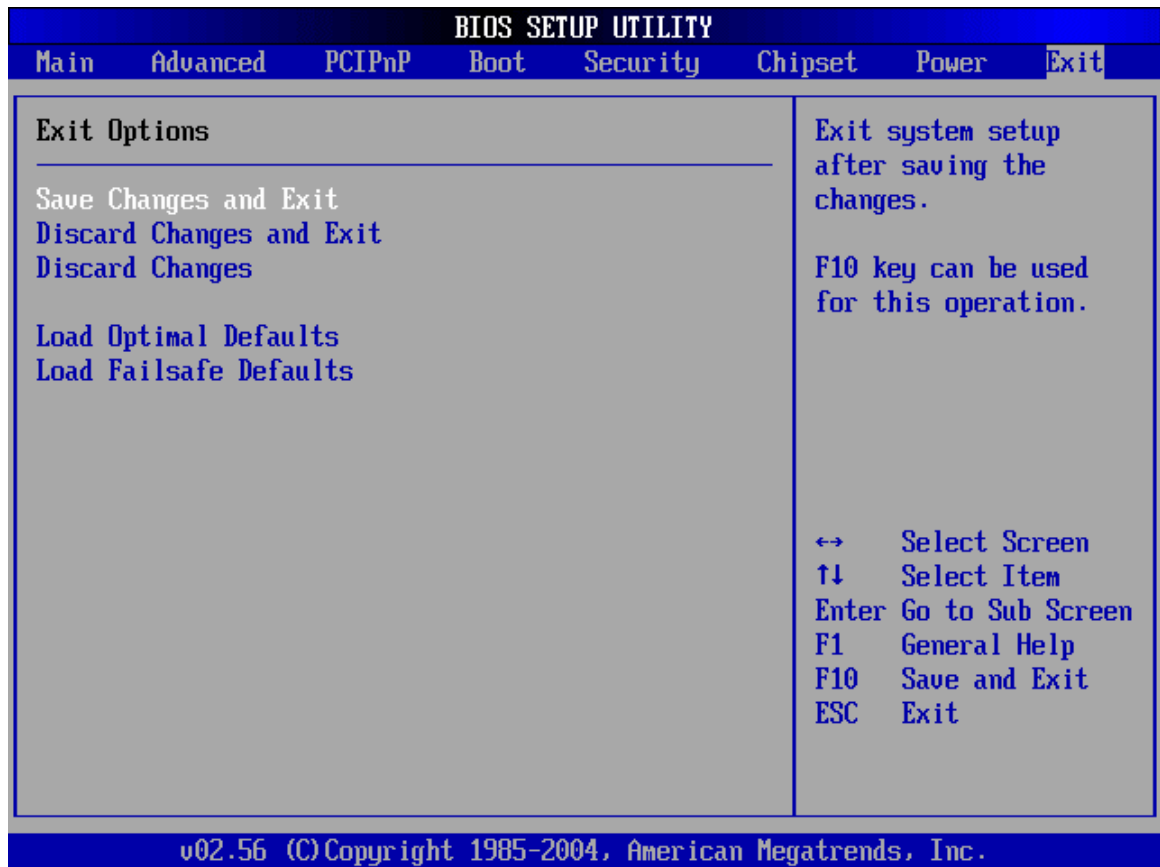 BIOS SETUP UTILITY
Main Advanced PCIPnP Boot Security Chipset Power Exit
Exit Options
Save Changes and Exit
Discard Changes and Exit
Discard Changes
Load Optimal Defaults
Load Failsafe Defaults
Exit system setup
after saving the
changes.
F10 key can be used
for this operation.
←→ Select Screen
↑↓ Select Item
Enter Go to Sub Screen
F1 General Help
F10 Save and Exit
ESC Exit
v02.56 (C)Copyright 1985-2004, American Megatrends, Inc.